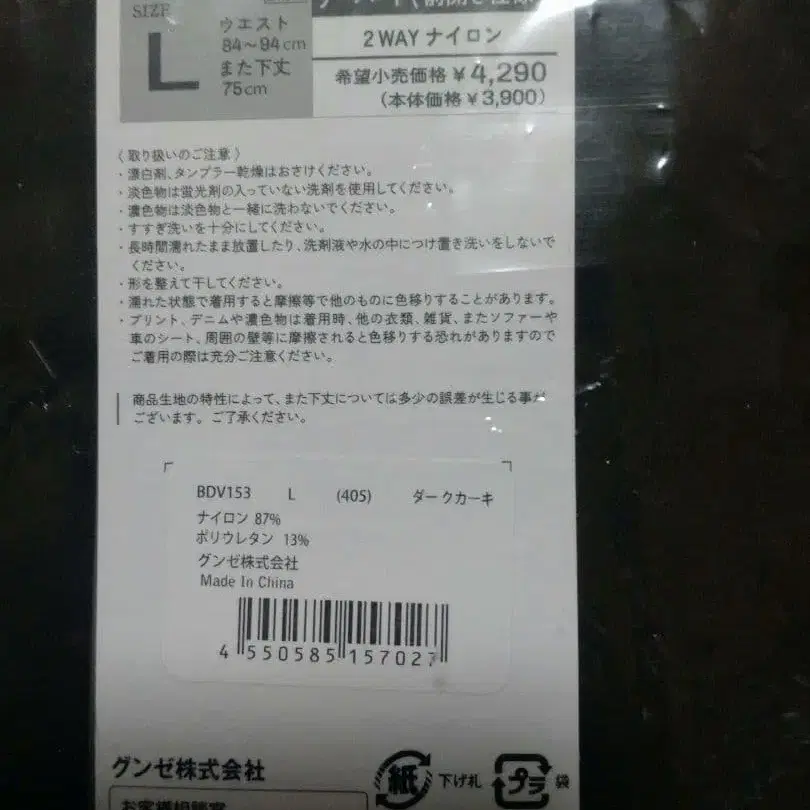 SIZE
L
ウエスト
84～94cm
また下丈
75cm
2WAYナイロン
希望小売価格￥4,290
（本体価格￥3,900）
〈 取り扱いのご注意 〉
・漂白剤、タンブラー乾燥はおさけください。
・淡色物は蛍光剤の入っていない洗剤を使用してください。
・濃色物は淡色物と一緒に洗わないでください。
・すすぎ洗いを十分にしてください。
・長時間濡れたまま放置したり、洗剤液や水の中につけ置き洗いをしないで
ください。
・形を整えて干してください。
・濡れた状態で着用すると摩擦等で他のものに色移りすることがあります。
・プリント、デニムや濃色物は着用時、他の衣類、雑貨、またソファーや
車のシート、周囲の壁等に摩擦されると色移りする恐れがありますので
ご着用の際は充分ご注意ください。
商品生地の特性によって、また下丈については多少の誤差が生じる事が
ございます。ご了承ください。
BDV153 L (405) ダークカーキ
ナイロン 87%
ポリウレタン 13%
グンゼ株式会社
Made In China
4 550585 157027
グンゼ株式会社
紙 下げ札 プラ 袋
お客様相談室